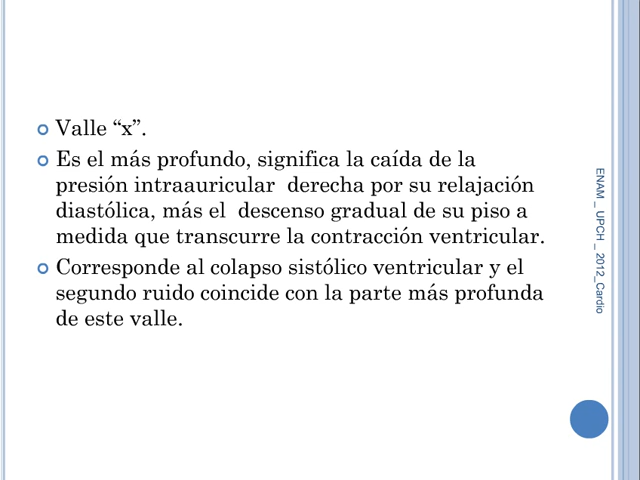 Valle “x”.
Es el más profundo, significa la caída de la
presión intraauricular derecha por su relajación
diastólica, más el descenso gradual de su piso a
medida que transcurre la contracción ventricular.
Corresponde al colapso sistólico ventricular y el
segundo ruido coincide con la parte más profunda
de este valle.
ENAM _ UPCH _ 2012_Cardio